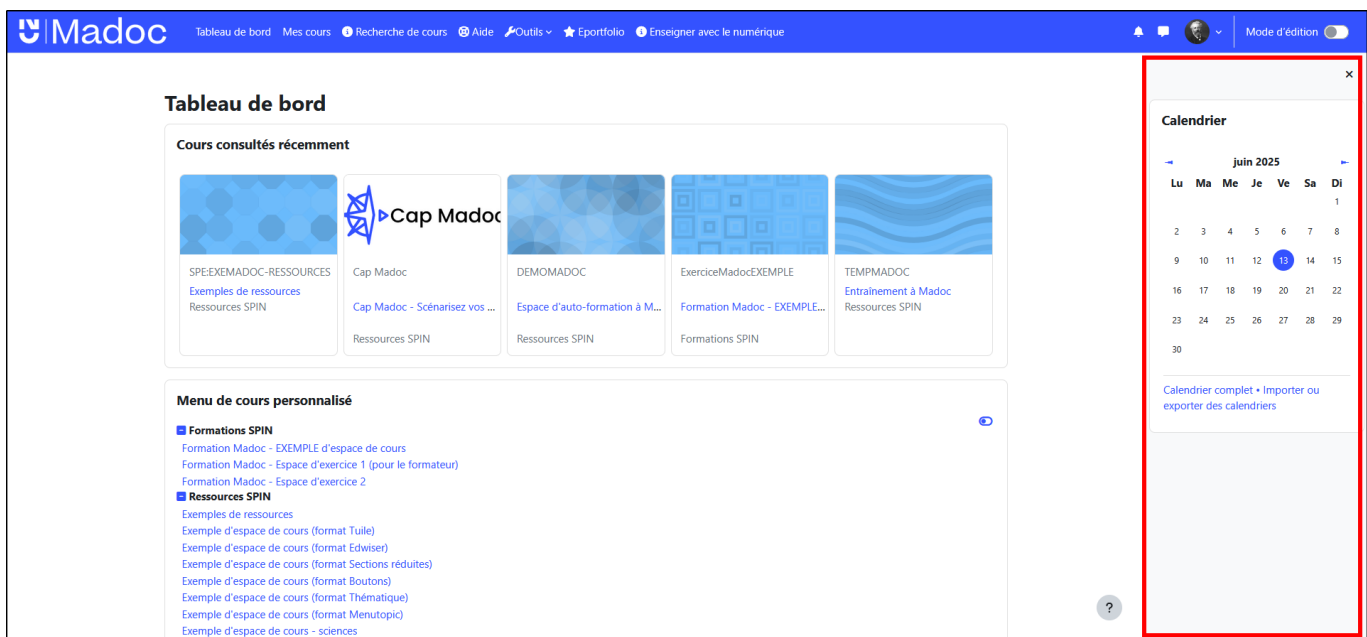 Madoc
Tableau de bord Mes cours Recherche de cours Aide Outils Eportfolio Enseigner avec le numérique
Mode d'édition
Tableau de bord
Cours consultés récemment
SPE:EXEMADOC-RESSOURCES
Exemples de ressources
Ressources SPIN
Cap Madoc
Cap Madoc
Cap Madoc - Scénarisez vos ...
Ressources SPIN
DEMOMADOC
Espace d'auto-formation à M...
Ressources SPIN
ExerciceMadocEXEMPLE
Formation Madoc - EXEMPLE...
Formations SPIN
TEMPMADOC
Entraînement à Madoc
Ressources SPIN
Menu de cours personnalisé
Formations SPIN
Formation Madoc - EXEMPLE d'espace de cours
Formation Madoc - Espace d'exercice 1 (pour le formateur)
Formation Madoc - Espace d'exercice 2
Ressources SPIN
Exemples de ressources
Exemple d'espace de cours (format Tuile)
Exemple d'espace de cours (format Edwiser)
Exemple d'espace de cours (format Sections réduites)
Exemple d'espace de cours (format Boutons)
Exemple d'espace de cours (format Thématique)
Exemple d'espace de cours (format Menutopic)
Exemple d'espace de cours - sciences
?
Calendrier
juin 2025
Lu Ma Me Je Ve Sa Di
1
2 3 4 5 6 7 8
9 10 11 12 13 14 15
16 17 18 19 20 21 22
23 24 25 26 27 28 29
30
Calendrier complet • Importer ou
exporter des calendriers